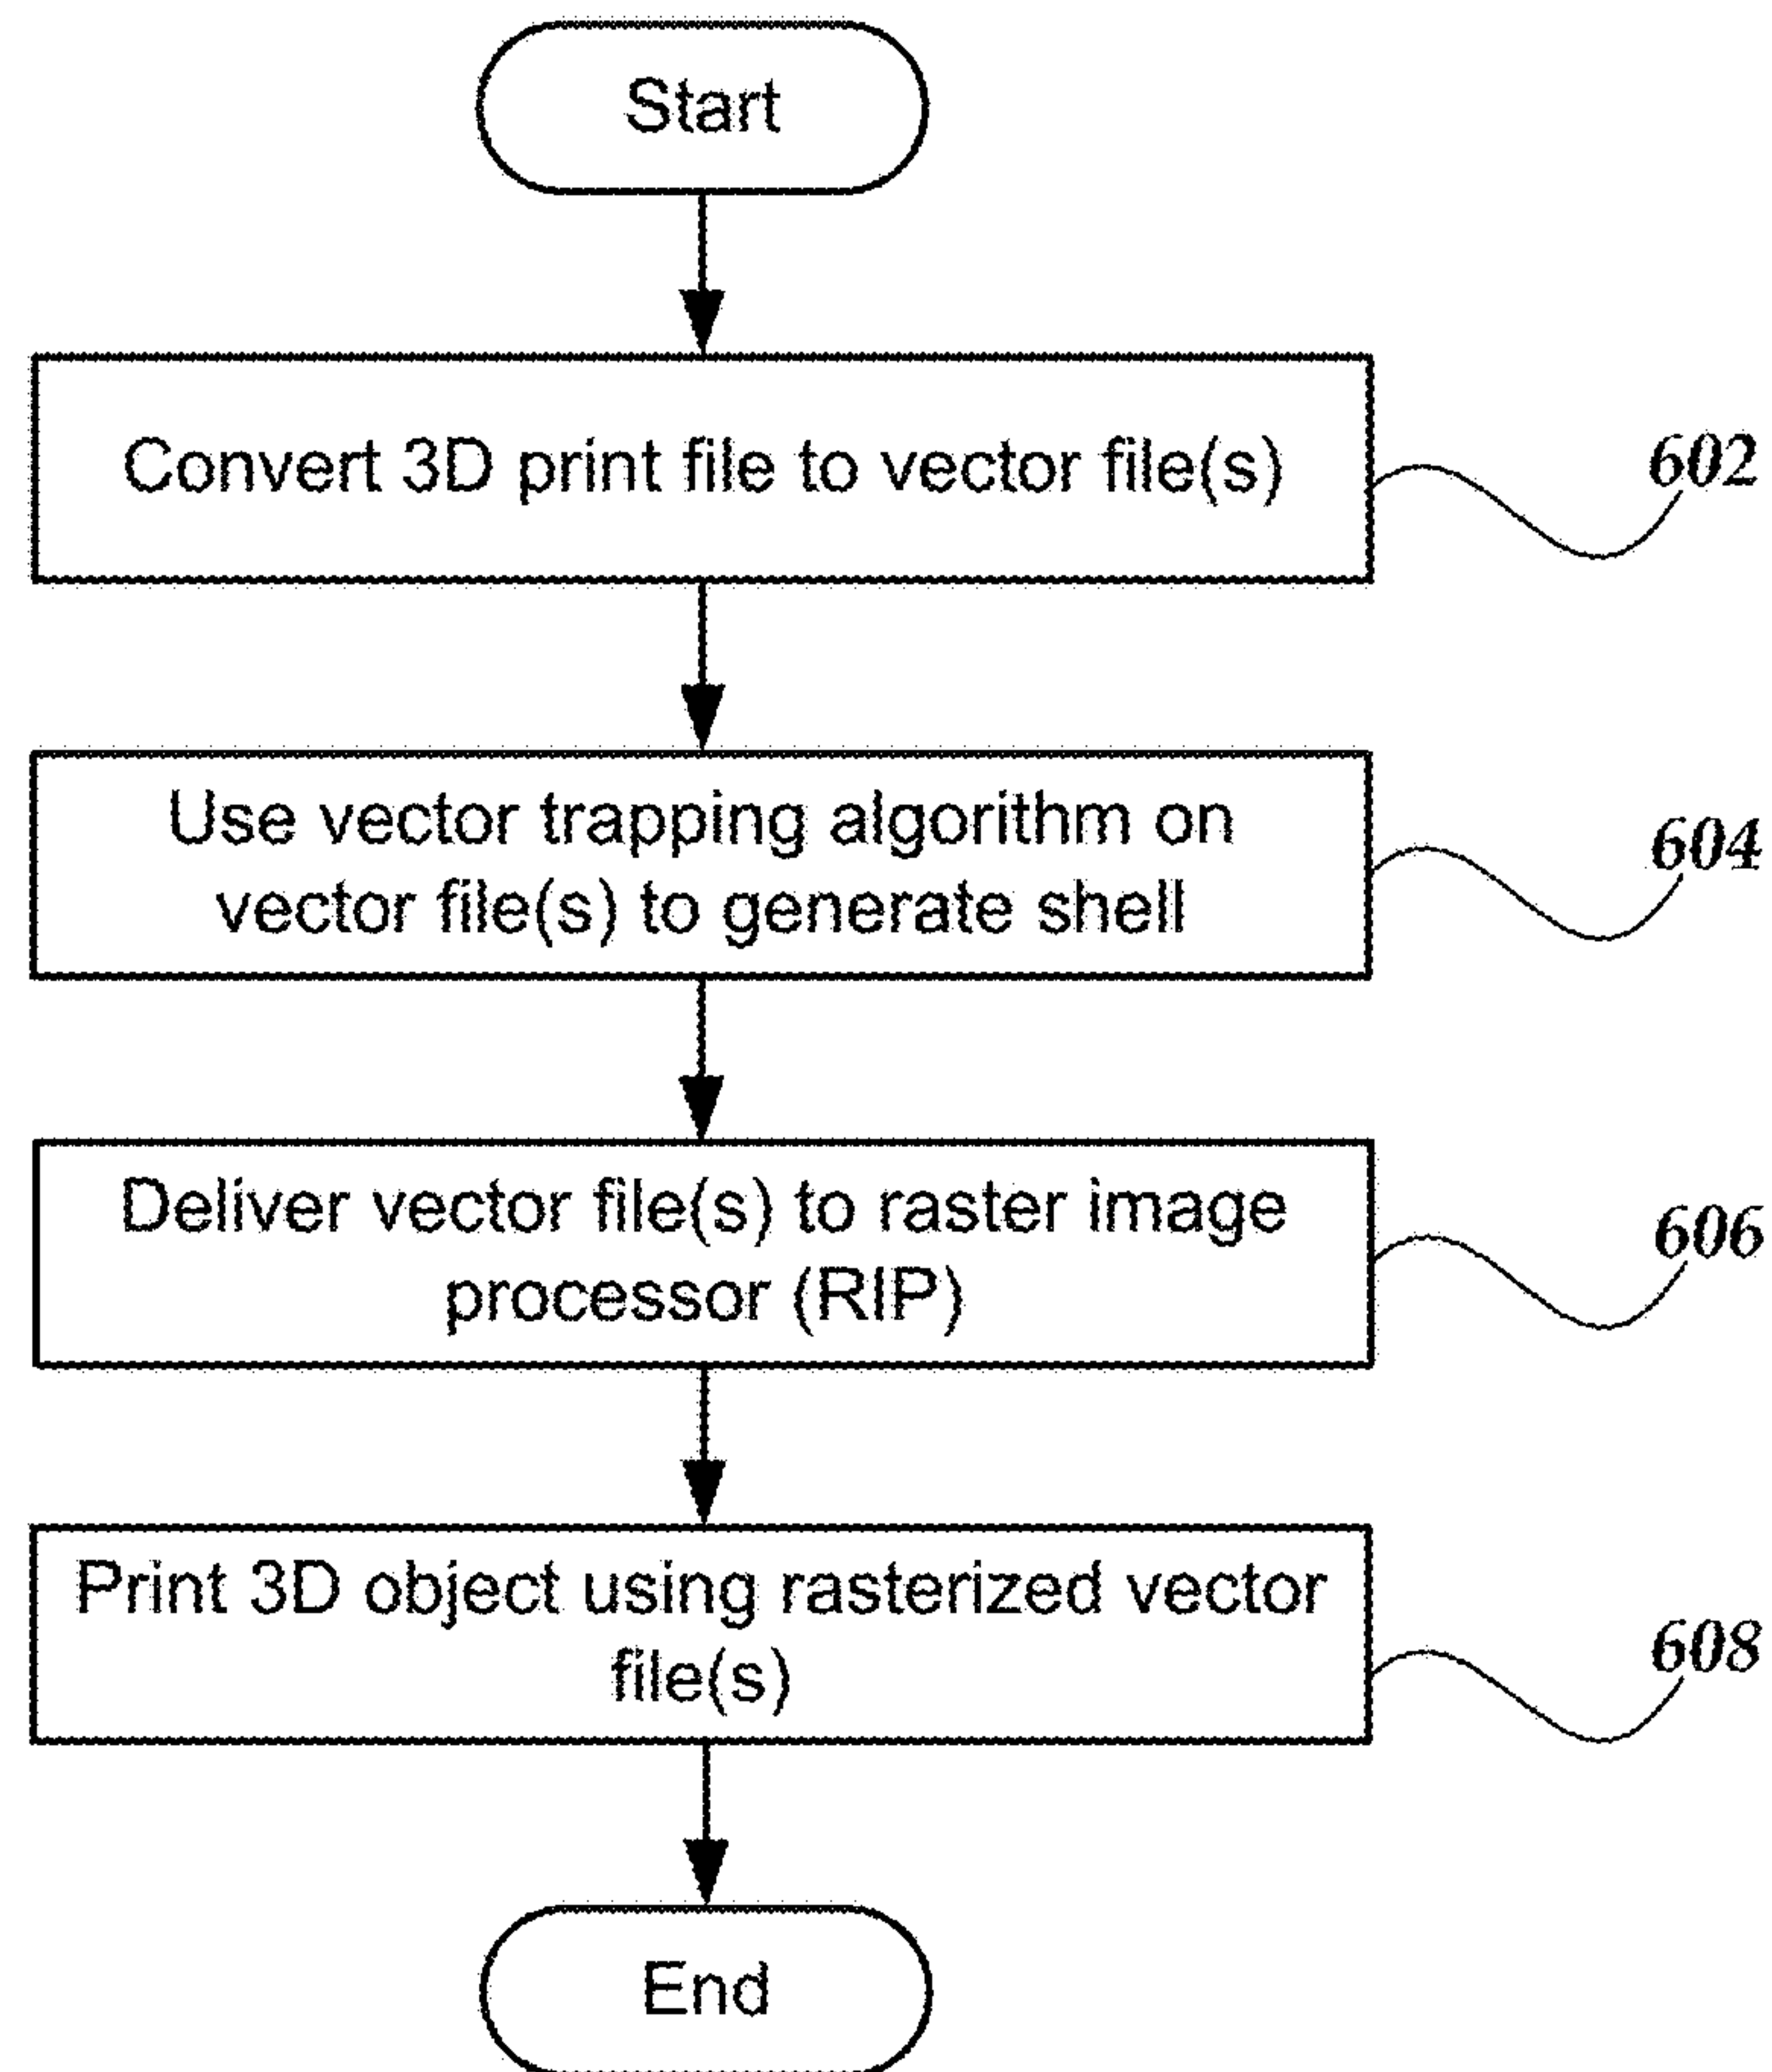 Start
Convert 3D print file to vector file(s)
602
Use vector trapping algorithm on
vector file(s) to generate shell
604
Deliver vector file(s) to raster image
processor (RIP)
606
Print 3D object using rasterized vector
file(s)
608
End